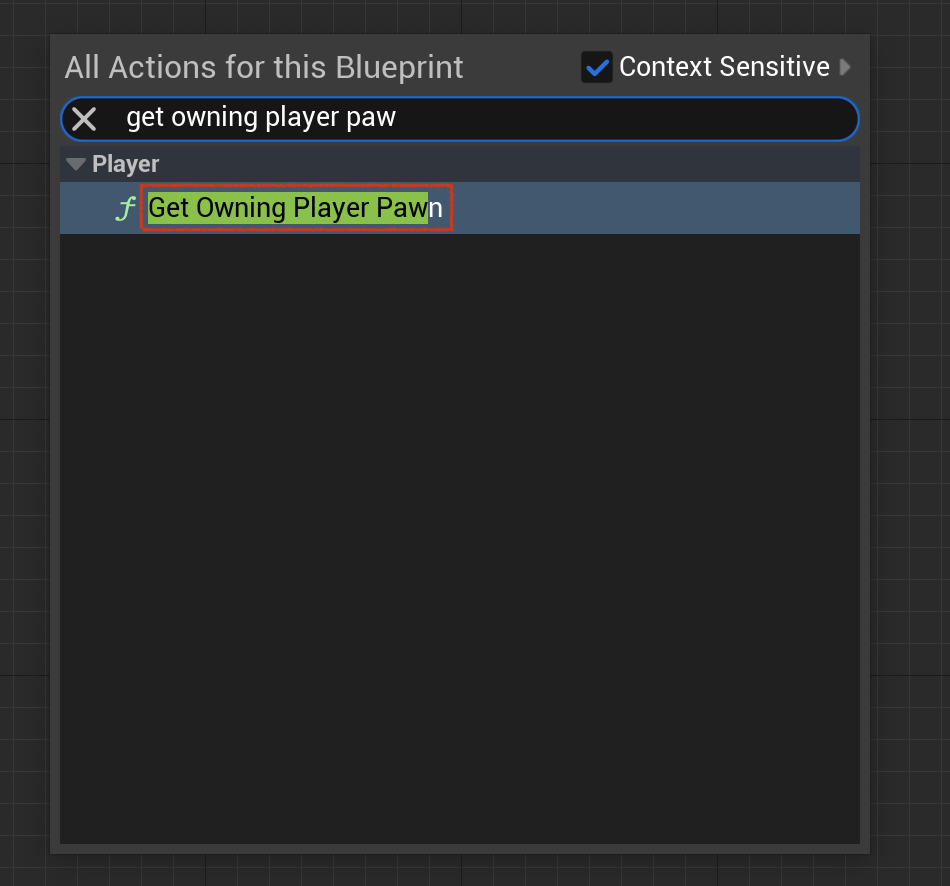 All Actions for this Blueprint
Context Sensitive
get owning player paw
Player
f Get Owning Player Pawn